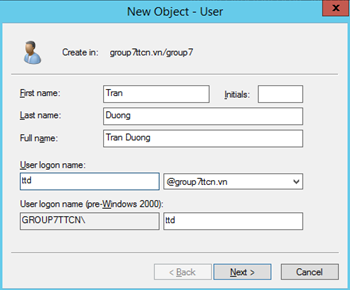 New Object - User
x
Create in: group7ttcn.vn/group7
First name: Tran Initials:
Last name: Duong
Full name: Tran Duong
User logon name:
ttd @group7ttcn.vn
User logon name (pre-Windows 2000):
GROUP7TTCN\ ttd
< Back Next > Cancel